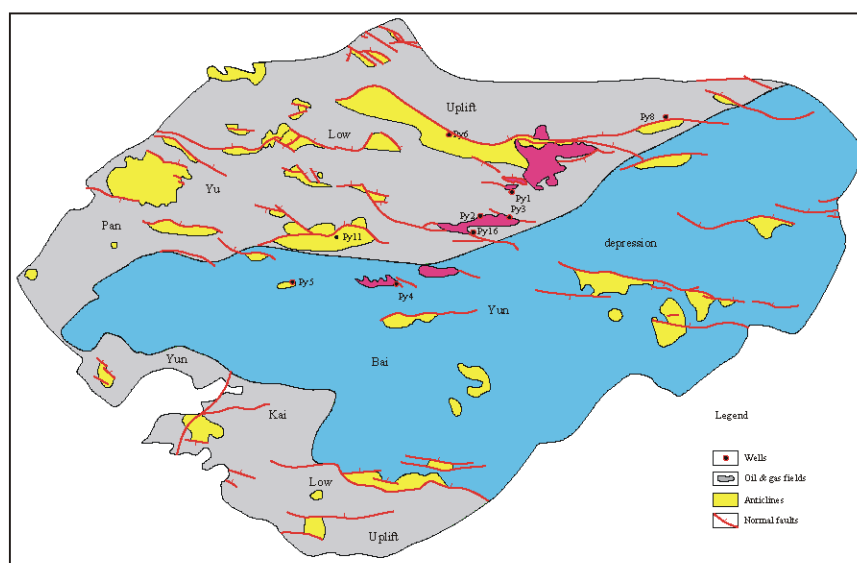 Uplift
Py8
Low
Py6
Yu
Py1
Pan
Py2
Py3
Py16
Py11
depression
Py5
Py4
Yun
Yun
Bai
Kai
Legend
Low
Wells
Oil & gas fields
Anticlines
Normal faults
Uplift